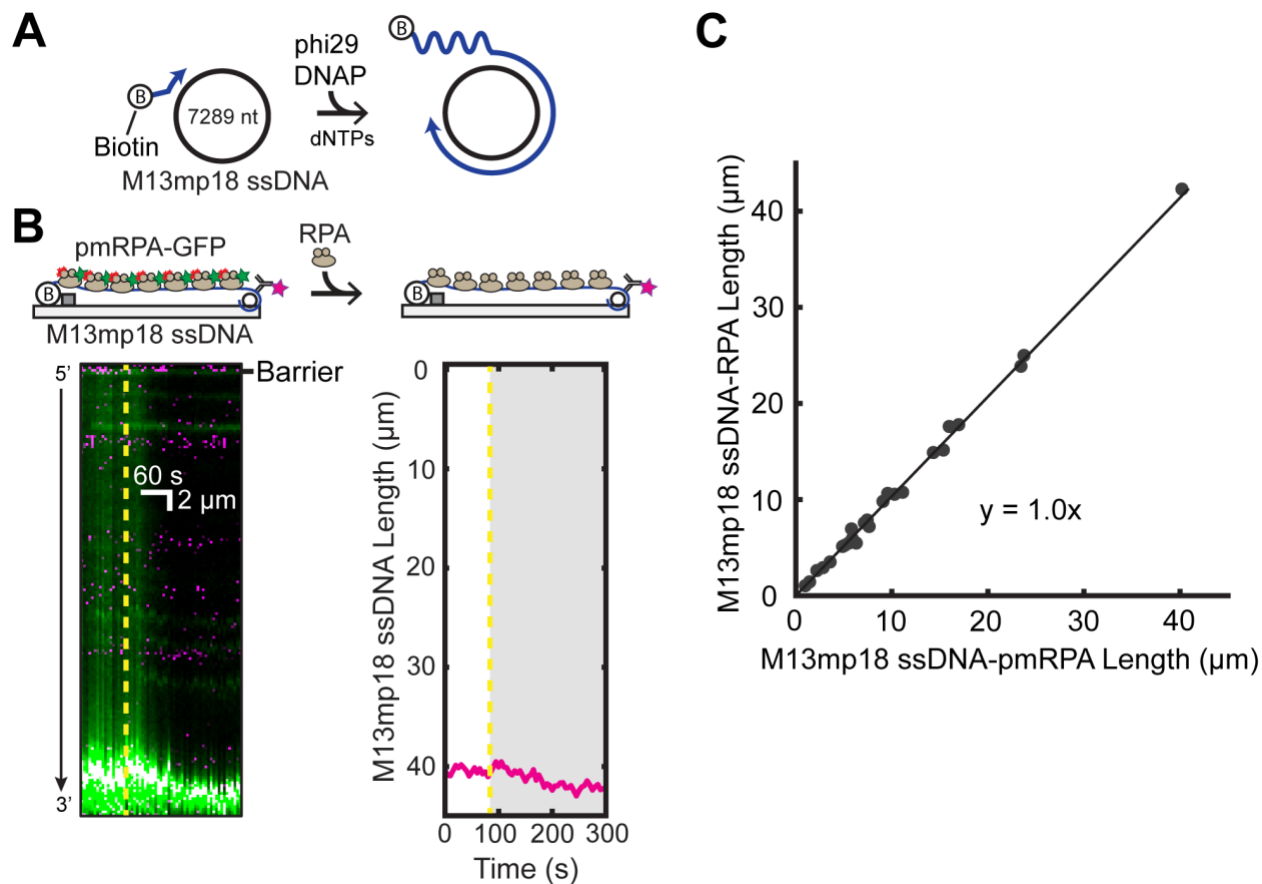 A
B
Biotin
7289 nt
M13mp18 ssDNA
phi29
DNAP
dNTPs
B
B
pmRPA-GFP
RPA
B
B
M13mp18 ssDNA
5’
3’
Barrier
60 s
2 μm
M13mp18 ssDNA Length (μm)
0
10
20
30
40
0
100
200
300
Time (s)
C
M13mp18 ssDNA-RPA Length (μm)
40
30
20
10
0
y = 1.0x
0
10
20
30
40
M13mp18 ssDNA-pmRPA Length (μm)